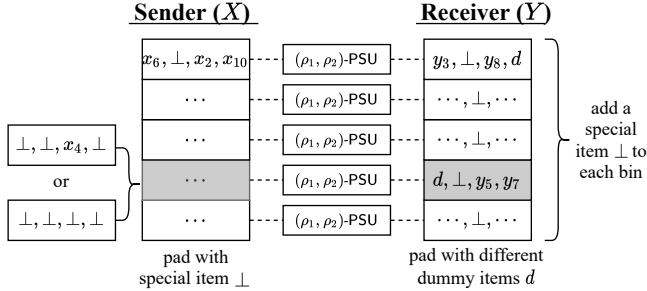 Sender (X)
Receiver (Y)
x₆, ⊥, x₂, x₁₀
(ρ₁, ρ₂)-PSU
y₃, ⊥, y₈, d
⋯
(ρ₁, ρ₂)-PSU
⋯, ⊥, ⋯
⋯
(ρ₁, ρ₂)-PSU
⋯, ⊥, ⋯
⊥, ⊥, x₄, ⊥
or
⊥, ⊥, ⊥, ⊥
⋯
(ρ₁, ρ₂)-PSU
d, ⊥, y₅, y₇
⋯
(ρ₁, ρ₂)-PSU
⋯, ⊥, ⋯
add a
special
item ⊥ to
each bin
pad with
special item ⊥
pad with different
dummy items d